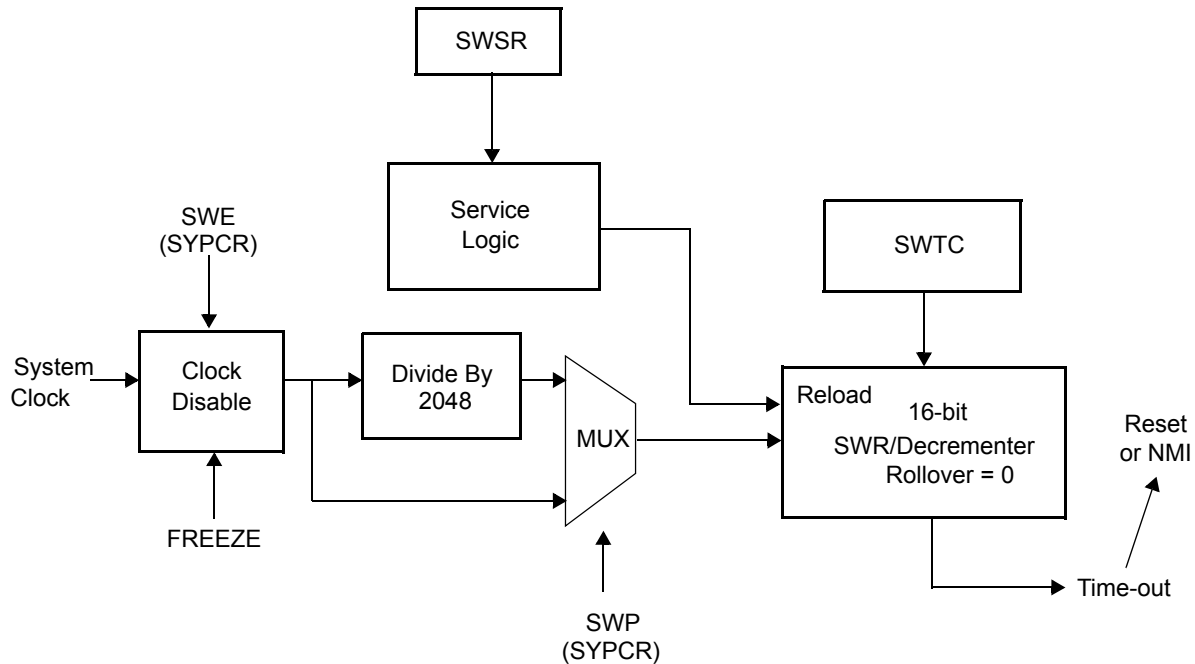 SWSR
Service
Logic
SWE
(SYPCR)
SWTC
System
Clock
Clock
Disable
Divide By
2048
MUX
Reload
16-bit
SWR/Decrementer
Rollover = 0
Reset
or NMI
FREEZE
Time-out
SWP
(SYPCR)